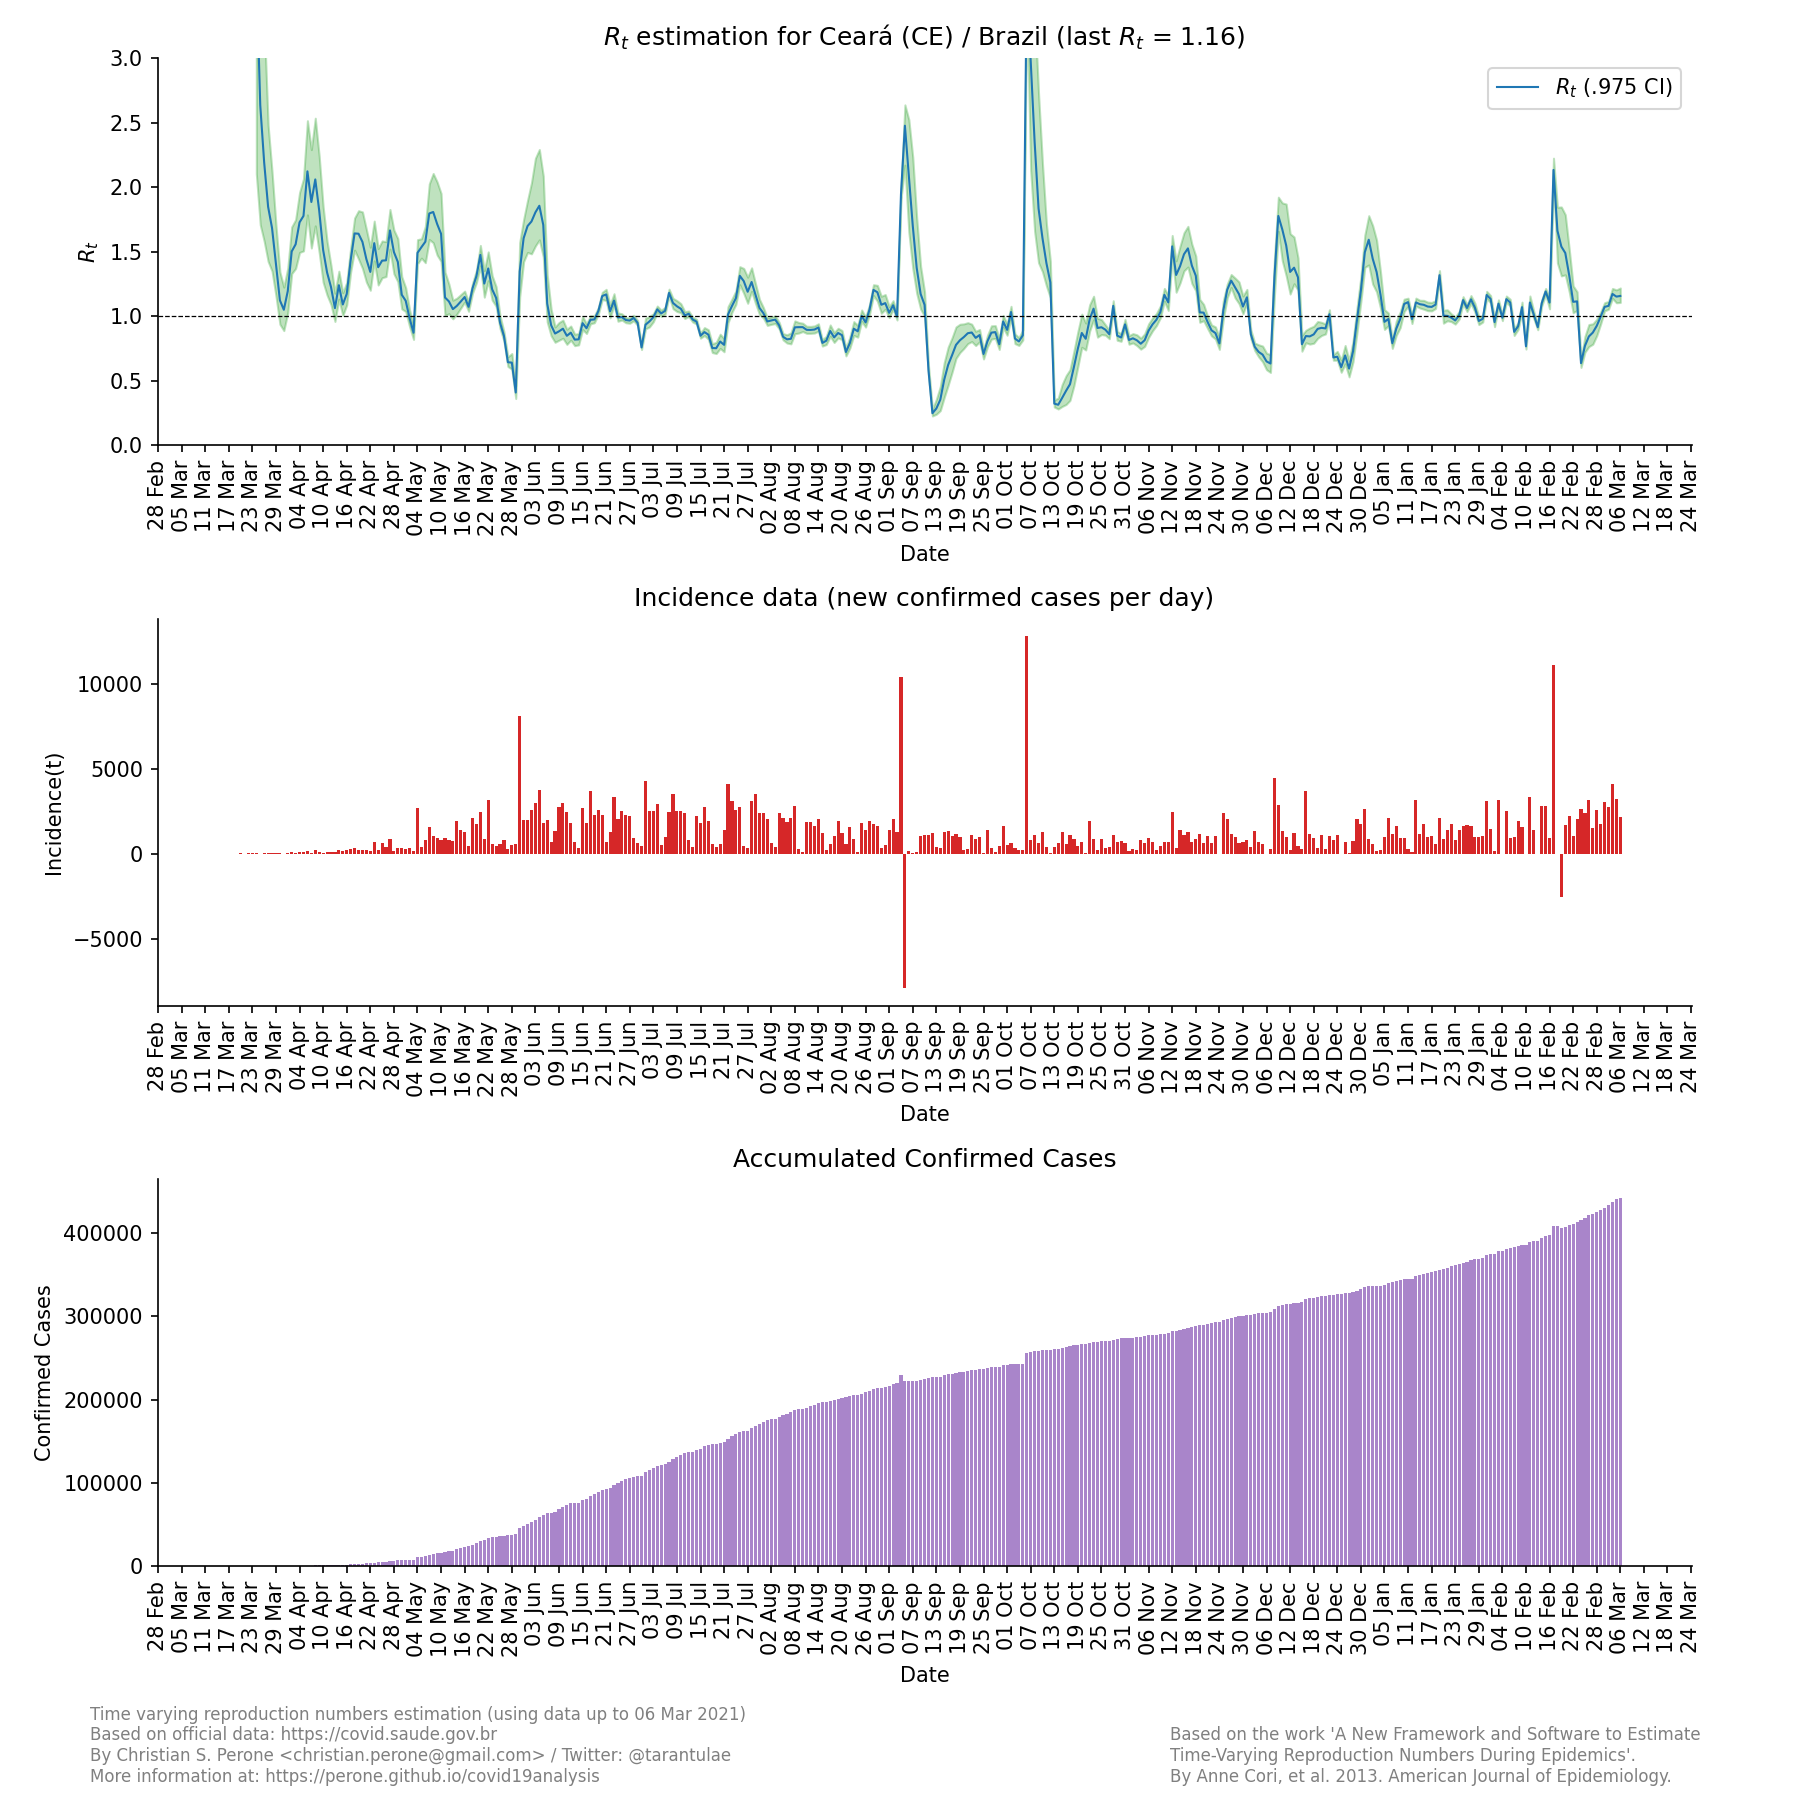 R_t estimation for Ceará (CE) / Brazil (last R_t = 1.16)
3.0
2.5
2.0
1.5
1.0
0.5
0.0
R_t
R_t (.975 CI)
28 Feb 05 Mar 11 Mar 17 Mar 23 Mar 29 Mar 04 Apr 10 Apr 16 Apr 22 Apr 28 Apr 04 May 10 May 16 May 22 May 28 May 03 Jun 09 Jun 15 Jun 21 Jun 27 Jun 03 Jul 09 Jul 15 Jul 21 Jul 27 Jul 02 Aug 08 Aug 14 Aug 20 Aug 26 Aug 01 Sep 07 Sep 13 Sep 19 Sep 25 Sep 01 Oct 07 Oct 13 Oct 19 Oct 25 Oct 31 Oct 06 Nov 12 Nov 18 Nov 24 Nov 30 Nov 06 Dec 12 Dec 18 Dec 24 Dec 30 Dec 05 Jan 11 Jan 17 Jan 23 Jan 29 Jan 04 Feb 10 Feb 16 Feb 22 Feb 28 Feb 06 Mar 12 Mar 18 Mar 24 Mar
Date
Incidence data (new confirmed cases per day)
10000
5000
0
−5000
Incidence(t)
28 Feb 05 Mar 11 Mar 17 Mar 23 Mar 29 Mar 04 Apr 10 Apr 16 Apr 22 Apr 28 Apr 04 May 10 May 16 May 22 May 28 May 03 Jun 09 Jun 15 Jun 21 Jun 27 Jun 03 Jul 09 Jul 15 Jul 21 Jul 27 Jul 02 Aug 08 Aug 14 Aug 20 Aug 26 Aug 01 Sep 07 Sep 13 Sep 19 Sep 25 Sep 01 Oct 07 Oct 13 Oct 19 Oct 25 Oct 31 Oct 06 Nov 12 Nov 18 Nov 24 Nov 30 Nov 06 Dec 12 Dec 18 Dec 24 Dec 30 Dec 05 Jan 11 Jan 17 Jan 23 Jan 29 Jan 04 Feb 10 Feb 16 Feb 22 Feb 28 Feb 06 Mar 12 Mar 18 Mar 24 Mar
Date
Accumulated Confirmed Cases
400000
300000
200000
100000
0
Confirmed Cases
28 Feb 05 Mar 11 Mar 17 Mar 23 Mar 29 Mar 04 Apr 10 Apr 16 Apr 22 Apr 28 Apr 04 May 10 May 16 May 22 May 28 May 03 Jun 09 Jun 15 Jun 21 Jun 27 Jun 03 Jul 09 Jul 15 Jul 21 Jul 27 Jul 02 Aug 08 Aug 14 Aug 20 Aug 26 Aug 01 Sep 07 Sep 13 Sep 19 Sep 25 Sep 01 Oct 07 Oct 13 Oct 19 Oct 25 Oct 31 Oct 06 Nov 12 Nov 18 Nov 24 Nov 30 Nov 06 Dec 12 Dec 18 Dec 24 Dec 30 Dec 05 Jan 11 Jan 17 Jan 23 Jan 29 Jan 04 Feb 10 Feb 16 Feb 22 Feb 28 Feb 06 Mar 12 Mar 18 Mar 24 Mar
Date
Time varying reproduction numbers estimation (using data up to 06 Mar 2021)
Based on official data: https://covid.saude.gov.br
By Christian S. Perone <christian.perone@gmail.com> / Twitter: @tarantulae
More information at: https://perone.github.io/covid19analysis
Based on the work 'A New Framework and Software to Estimate
Time-Varying Reproduction Numbers During Epidemics'.
By Anne Cori, et al. 2013. American Journal of Epidemiology.